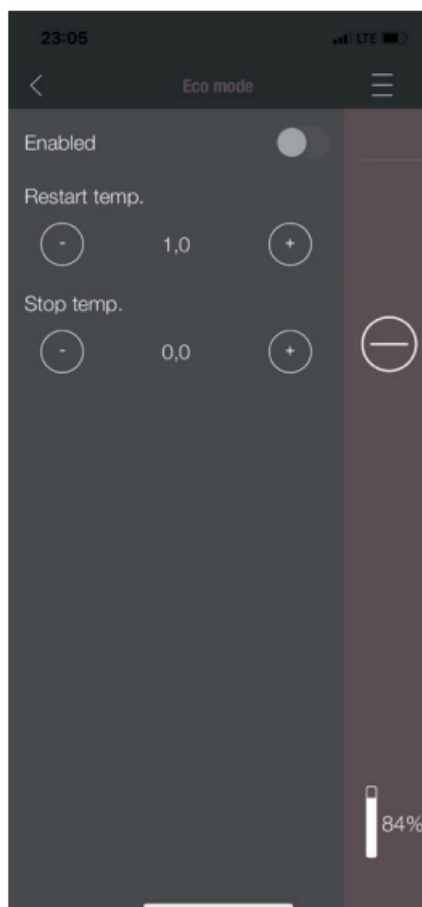 23:05 LTE
Eco mode
Enabled
Restart temp.
- 1,0 +
Stop temp.
- 0,0 +
84%